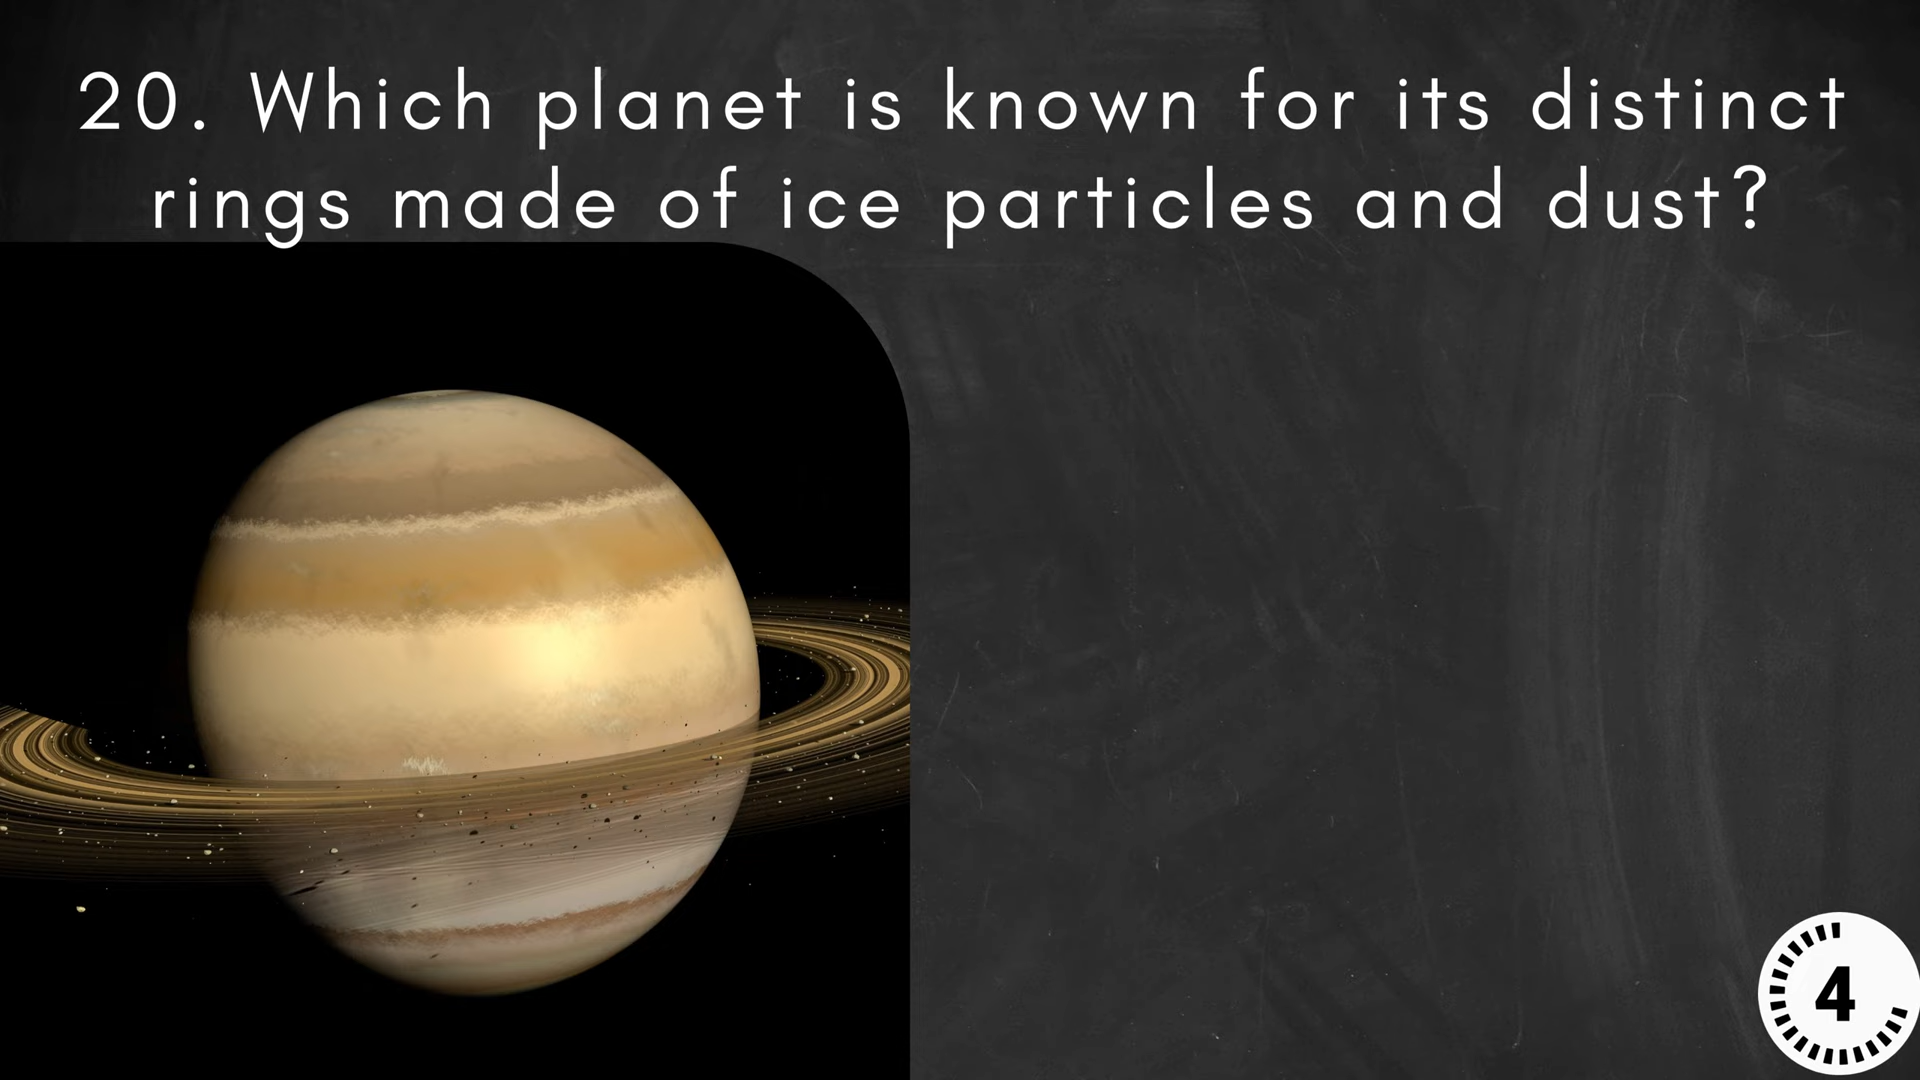 20. Which planet is known for its distinct
rings made of ice particles and dust?
4